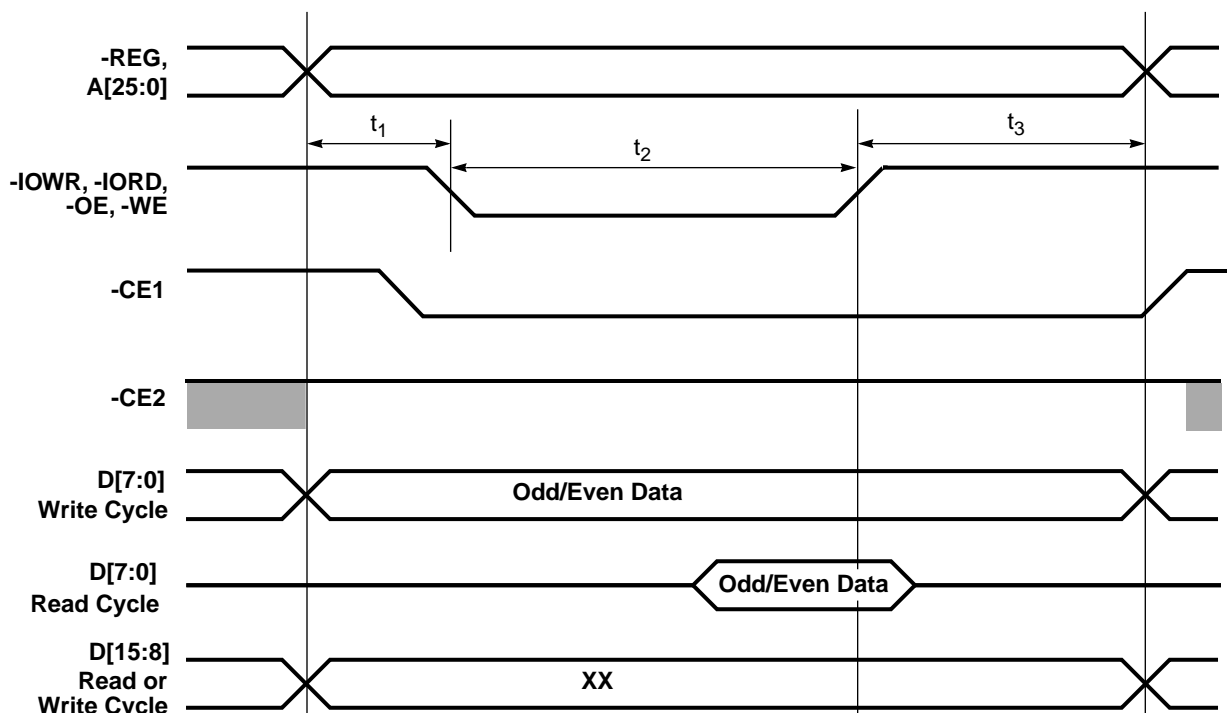 -REG,
A[25:0]
t1
t2
t3
-IOWR, -IORD,
-OE, -WE
-CE1
-CE2
D[7:0]
Write Cycle
Odd/Even Data
D[7:0]
Read Cycle
Odd/Even Data
D[15:8]
Read or
Write Cycle
XX